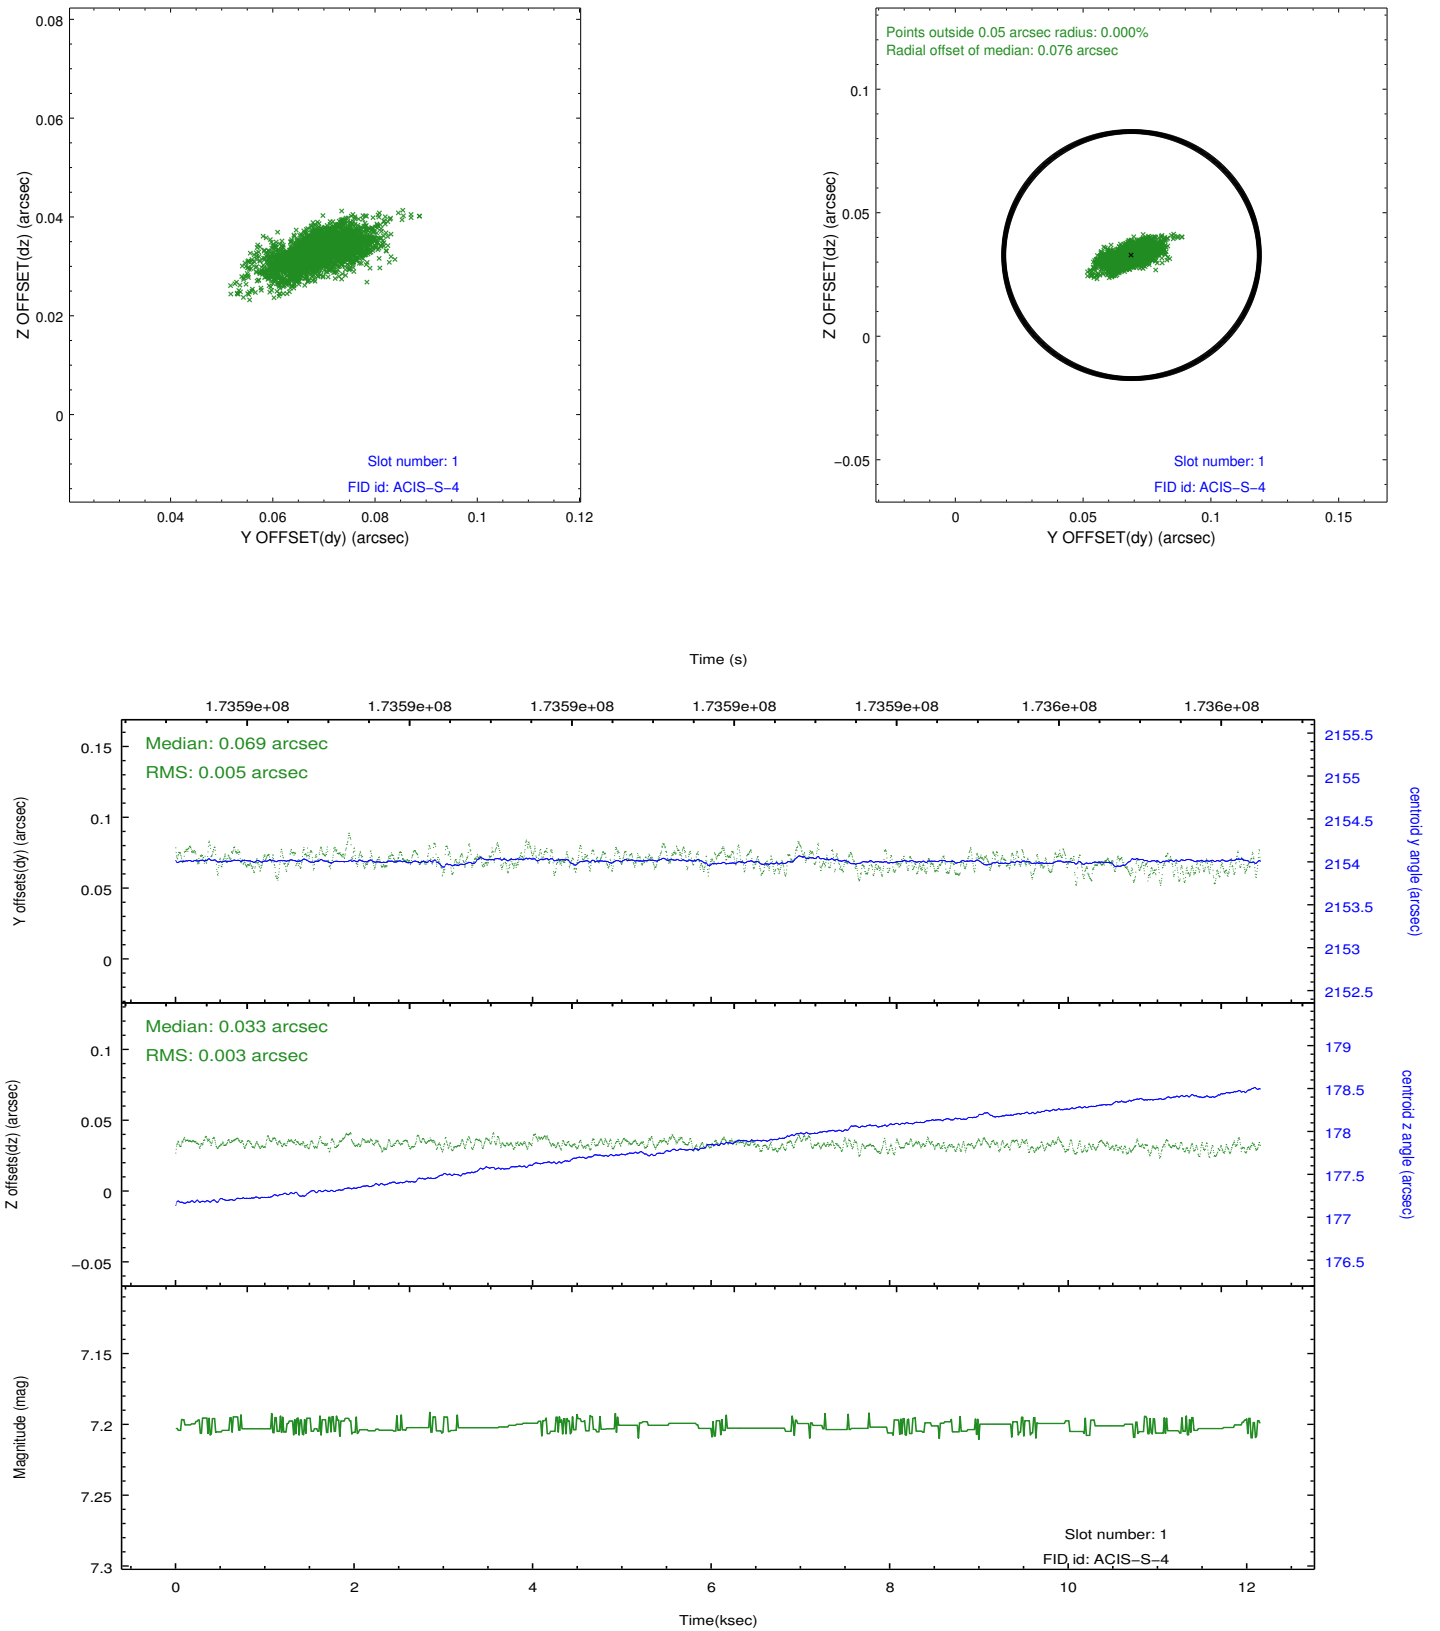 0.08
0.06
0.04
0.02
0
Z OFFSET(dz) (arcsec)
Slot number: 1
FID id: ACIS−S−4
0.04 0.06 0.08 0.1 0.12
Y OFFSET(dy) (arcsec)
Points outside 0.05 arcsec radius: 0.000%
Radial offset of median: 0.076 arcsec
0.1
0.05
0
−0.05
Z OFFSET(dz) (arcsec)
Slot number: 1
FID id: ACIS−S−4
0 0.05 0.1 0.15
Y OFFSET(dy) (arcsec)
Time (s)
1.7359e+08 1.7359e+08 1.7359e+08 1.7359e+08 1.7359e+08 1.736e+08 1.736e+08
Median: 0.069 arcsec
RMS: 0.005 arcsec
0.15
0.1
0.05
0
Y offsets(dy) (arcsec)
2155.5
2155
2154.5
2154
2153.5
2153
2152.5
centroid y angle (arcsec)
Median: 0.033 arcsec
RMS: 0.003 arcsec
0.1
0.05
0
−0.05
Z offsets(dz) (arcsec)
179
178.5
178
177.5
177
176.5
centroid z angle (arcsec)
7.15
7.2
7.25
7.3
Magnitude (mag)
Slot number: 1
FID id: ACIS−S−4
0 2 4 6 8 10 12
Time(ksec)